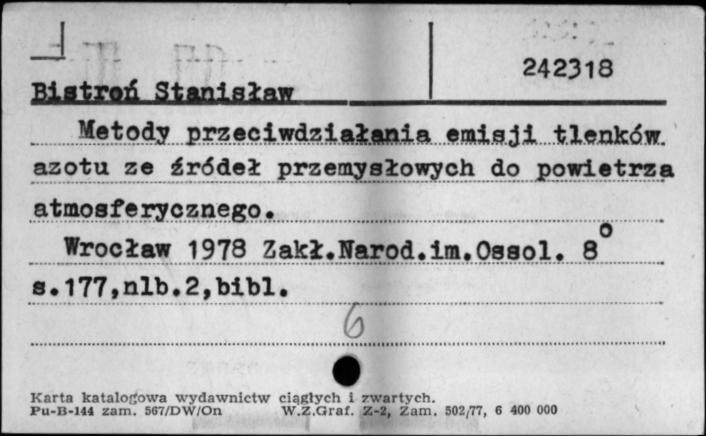 242318
Bistroń Stanisław
Metody przeciwdziałania emisji tlenków
azotu ze źródeł przemysłowych do powietrza
atmosferycznego.
Wrocław 1978 Zakł.Narod.im.Ossol. 8°
s.177,nlb.2,bibl.
6
Karta katalogowa wydawnictw ciągłych i zwartych.
Pu-B-144 zam. 567/DW/On W.Z.Graf. Z-2, Zam. 502/77, 6 400 000